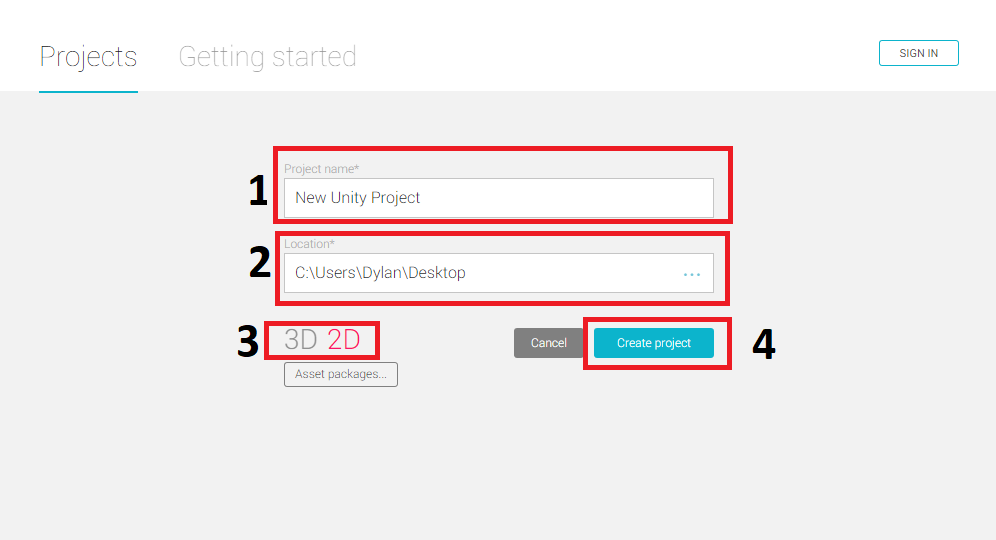 Projects Getting started SIGN IN
1 Project name*
New Unity Project
2 Location*
C:\Users\Dylan\Desktop ...
3 3D 2D Cancel Create project 4
Asset packages...